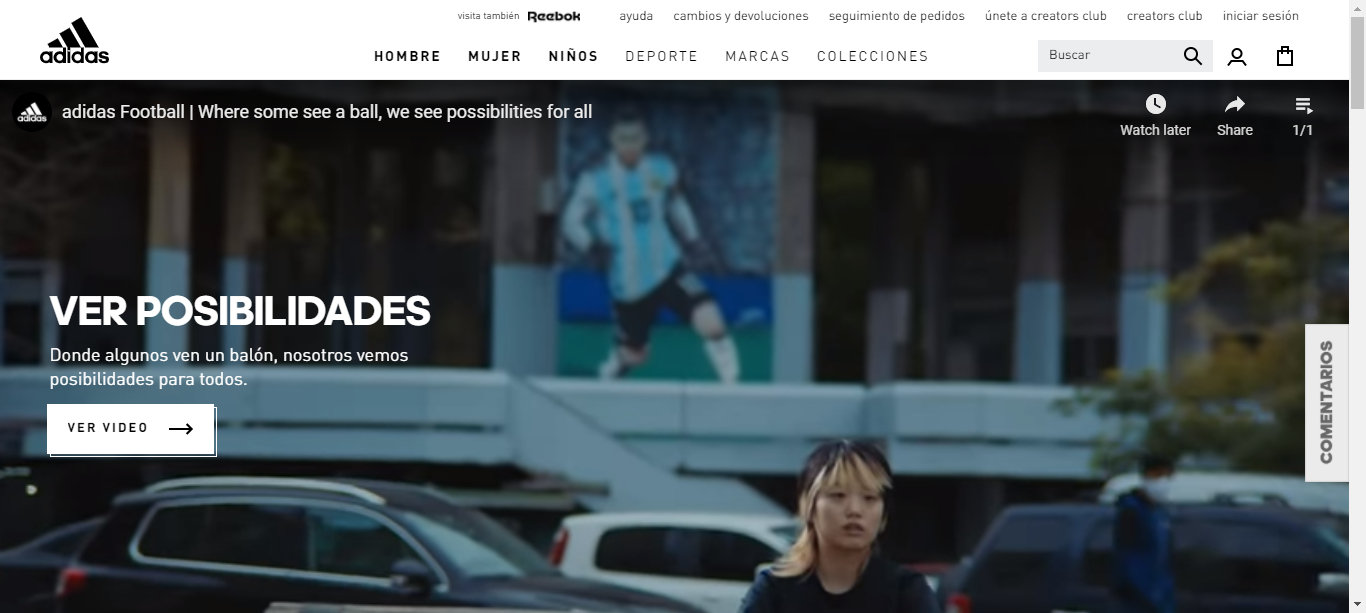 visita también Reebok ayuda cambios y devoluciones seguimiento de pedidos únete a creators club creators club iniciar sesión
adidas
HOMBRE MUJER NIÑOS DEPORTE MARCAS COLECCIONES
Buscar
adidas
adidas Football | Where some see a ball, we see possibilities for all
Watch later Share 1/1
VER POSIBILIDADES
Donde algunos ven un balón, nosotros vemos
posibilidades para todos.
VER VIDEO
COMENTARIOS